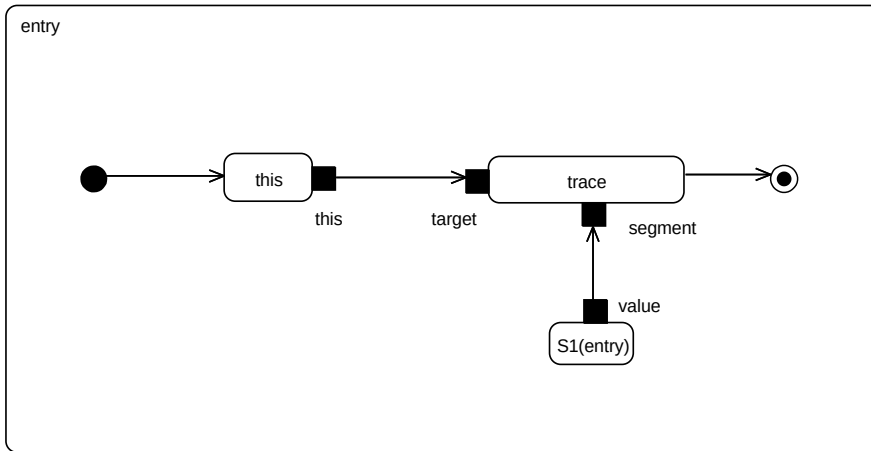 entry
this
trace
this
target
segment
value
S1(entry)